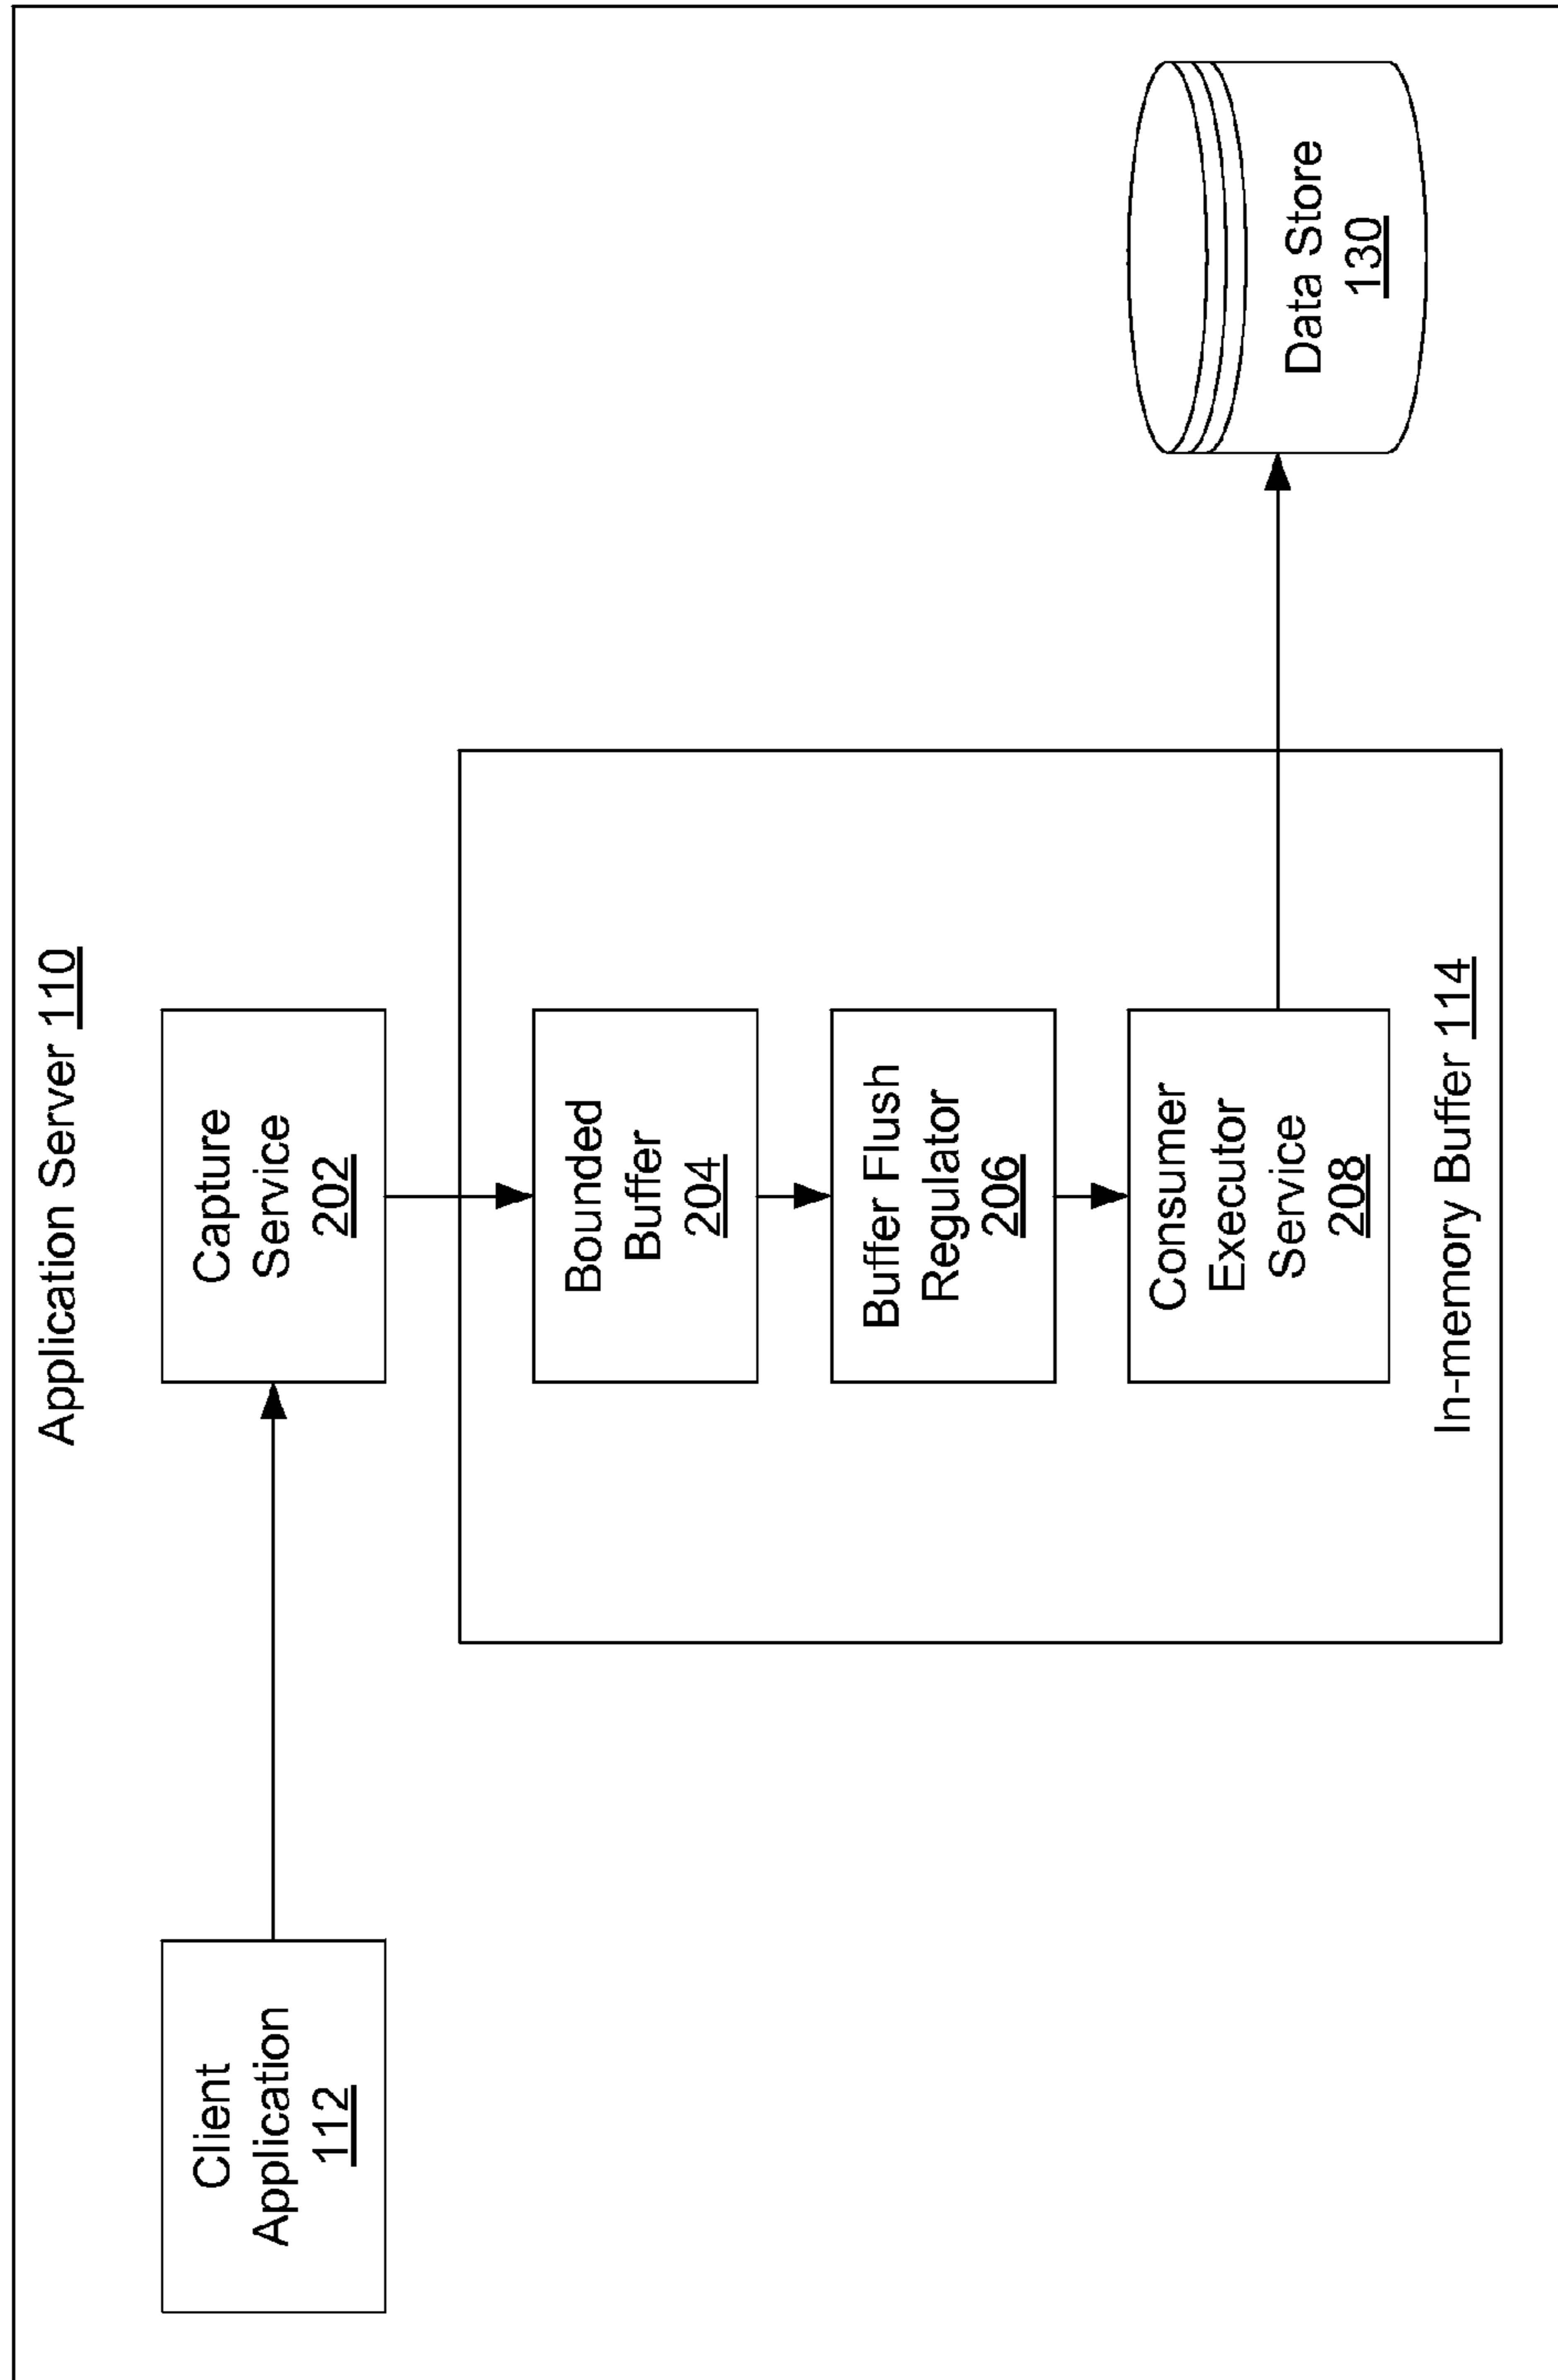 Application Server 110
Client
Application
112
Capture
Service
202
Bounded
Buffer
204
Buffer Flush
Regulator
206
Consumer
Executor
Service
208
In-memory Buffer 114
Data Store
130